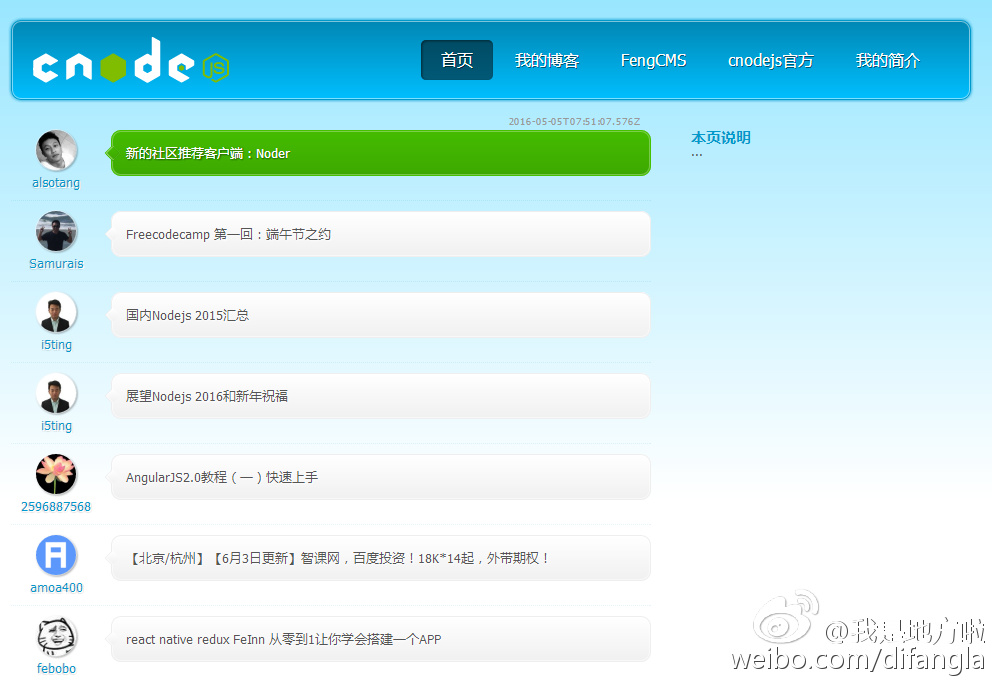 cnode JS
首页 我的博客 FengCMS cnodejs官方 我的简介
2016-05-05T07:51:07.576Z
新的社区推荐客户端：Noder
alsotang
本页说明
...
Freecodecamp 第一回：端午节之约
Samurais
国内Nodejs 2015汇总
i5ting
展望Nodejs 2016和新年祝福
i5ting
AngularJS2.0教程（一）快速上手
2596887568
【北京/杭州】【6月3日更新】智课网，百度投资！18K*14起，外带期权！
amoa400
react native redux FeInn 从零到1让你学会搭建一个APP
febobo
@我是地方啦
weibo.com/difangla